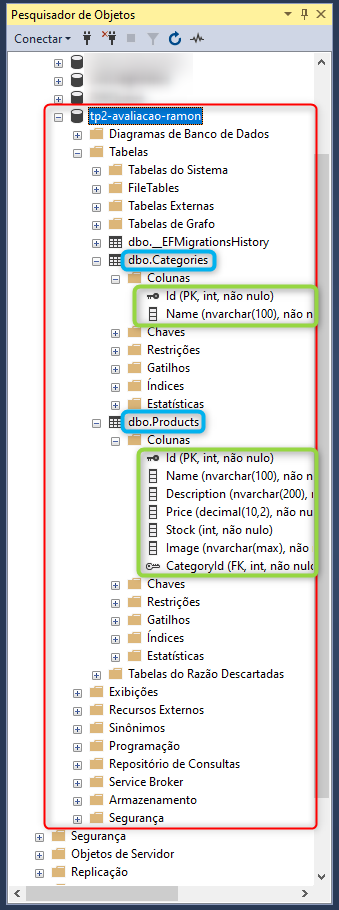 Pesquisador de Objetos
Conectar
tp2-avaliacao-ramon
Diagramas de Banco de Dados
Tabelas
Tabelas do Sistema
FileTables
Tabelas Externas
Tabelas de Grafo
dbo.__EFMigrationsHistory
dbo.Categories
Colunas
Id (PK, int, não nulo)
Name (nvarchar(100), não n
Chaves
Restrições
Gatilhos
Índices
Estatísticas
dbo.Products
Colunas
Id (PK, int, não nulo)
Name (nvarchar(100), não n
Description (nvarchar(200), n
Price (decimal(10,2), não nu
Stock (int, não nulo)
Image (nvarchar(max), não
CategoryId (FK, int, não nulo
Chaves
Restrições
Gatilhos
Índices
Estatísticas
Tabelas do Razão Descartadas
Exibições
Recursos Externos
Sinônimos
Programação
Repositório de Consultas
Service Broker
Armazenamento
Segurança
Segurança
Objetos de Servidor
Replicação